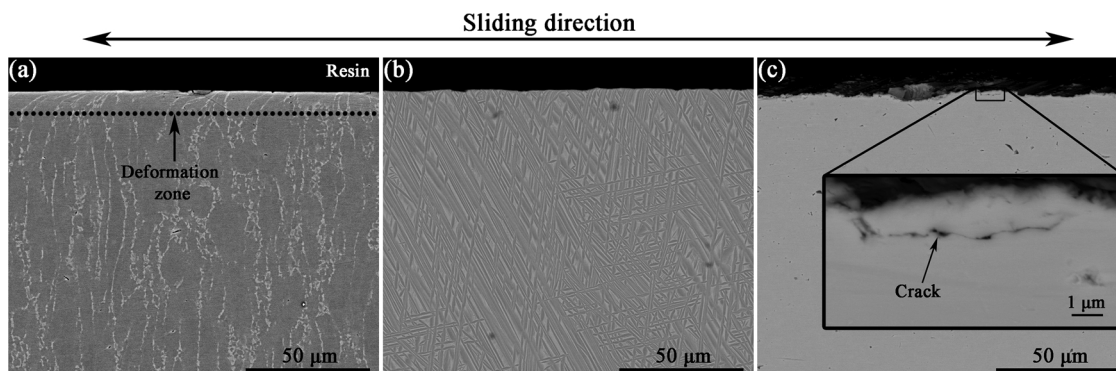 Sliding direction
(a)
Resin
(b)
(c)
Deformation
zone
Crack
1 μm
50 μm
50 μm
50 μm